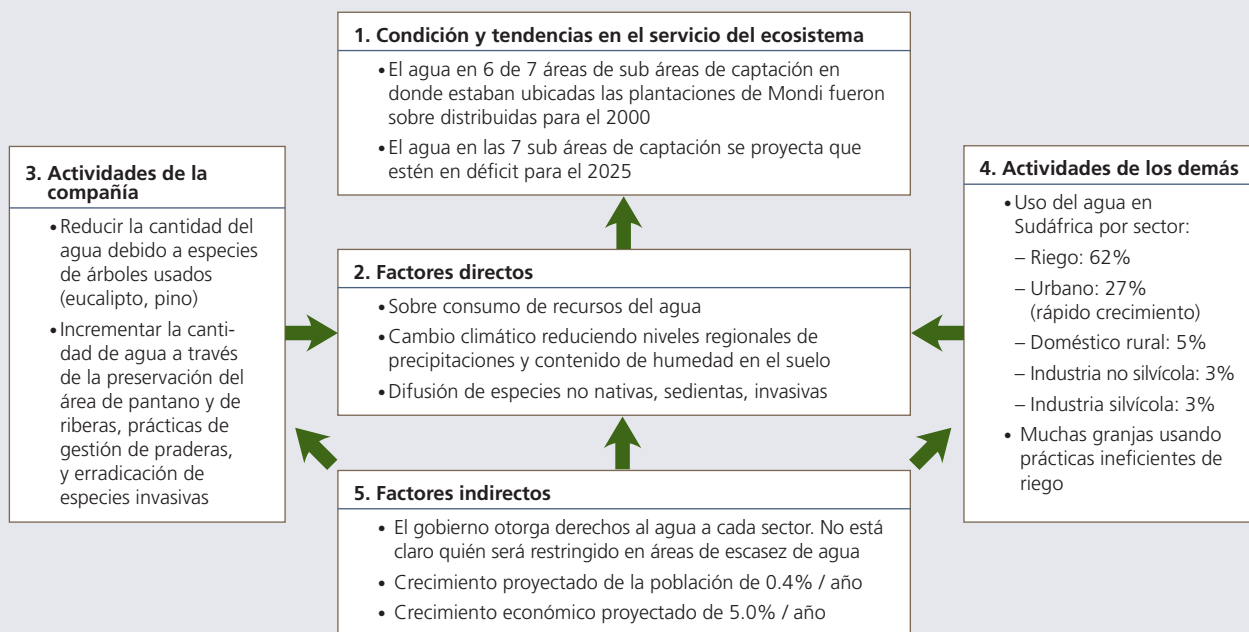 1. Condición y tendencias en el servicio del ecosistema
• El agua en 6 de 7 áreas de sub áreas de captación en
donde estaban ubicadas las plantaciones de Mondi fueron
sobre distribuidas para el 2000
• El agua en las 7 sub áreas de captación se proyecta que
estén en déficit para el 2025
3. Actividades de la
compañía
• Reducir la cantidad del
agua debido a especies
de árboles usados
(eucalipto, pino)
• Incrementar la canti-
dad de agua a través
de la preservación del
área de pantano y de
riberas, prácticas de
gestión de praderas,
y erradicación de
especies invasivas
2. Factores directos
• Sobre consumo de recursos del agua
• Cambio climático reduciendo niveles regionales de
precipitaciones y contenido de humedad en el suelo
• Difusión de especies no nativas, sedientas, invasivas
4. Actividades de los demás
• Uso del agua en
Sudáfrica por sector:
– Riego: 62%
– Urbano: 27%
(rápido crecimiento)
– Doméstico rural: 5%
– Industria no silvícola: 3%
– Industria silvícola: 3%
• Muchas granjas usando
prácticas ineficientes de
riego
5. Factores indirectos
• El gobierno otorga derechos al agua a cada sector. No está
claro quién será restringido en áreas de escasez de agua
• Crecimiento proyectado de la población de 0.4% / año
• Crecimiento económico proyectado de 5.0% / año